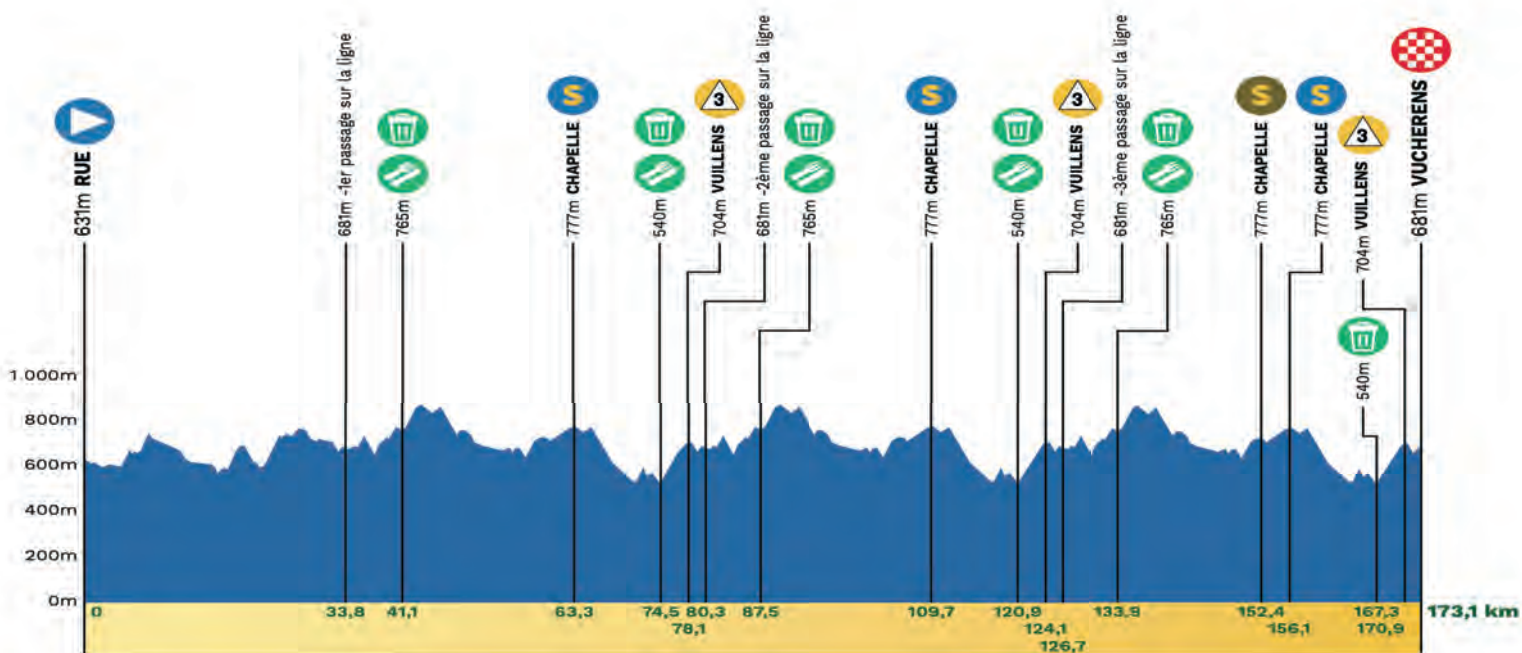 631m RUE
681m -1er passage sur la ligne
765m
S
777m CHAPELLE
540m
3
704m VUILLENS
681m -2ème passage sur la ligne
765m
S
777m CHAPELLE
540m
3
704m VUILLENS
681m -3ème passage sur la ligne
765m
S
777m CHAPELLE
S
777m CHAPELLE
540m
3
704m VUILLENS
681m VUCHERENS
1.000m
800m
600m
400m
200m
0m
0 33,8 41,1 63,3 74,5 80,3 87,5 109,7 120,9 133,9 152,4 167,3 173,1 km
78,1 124,1 156,1 170,9
126,7